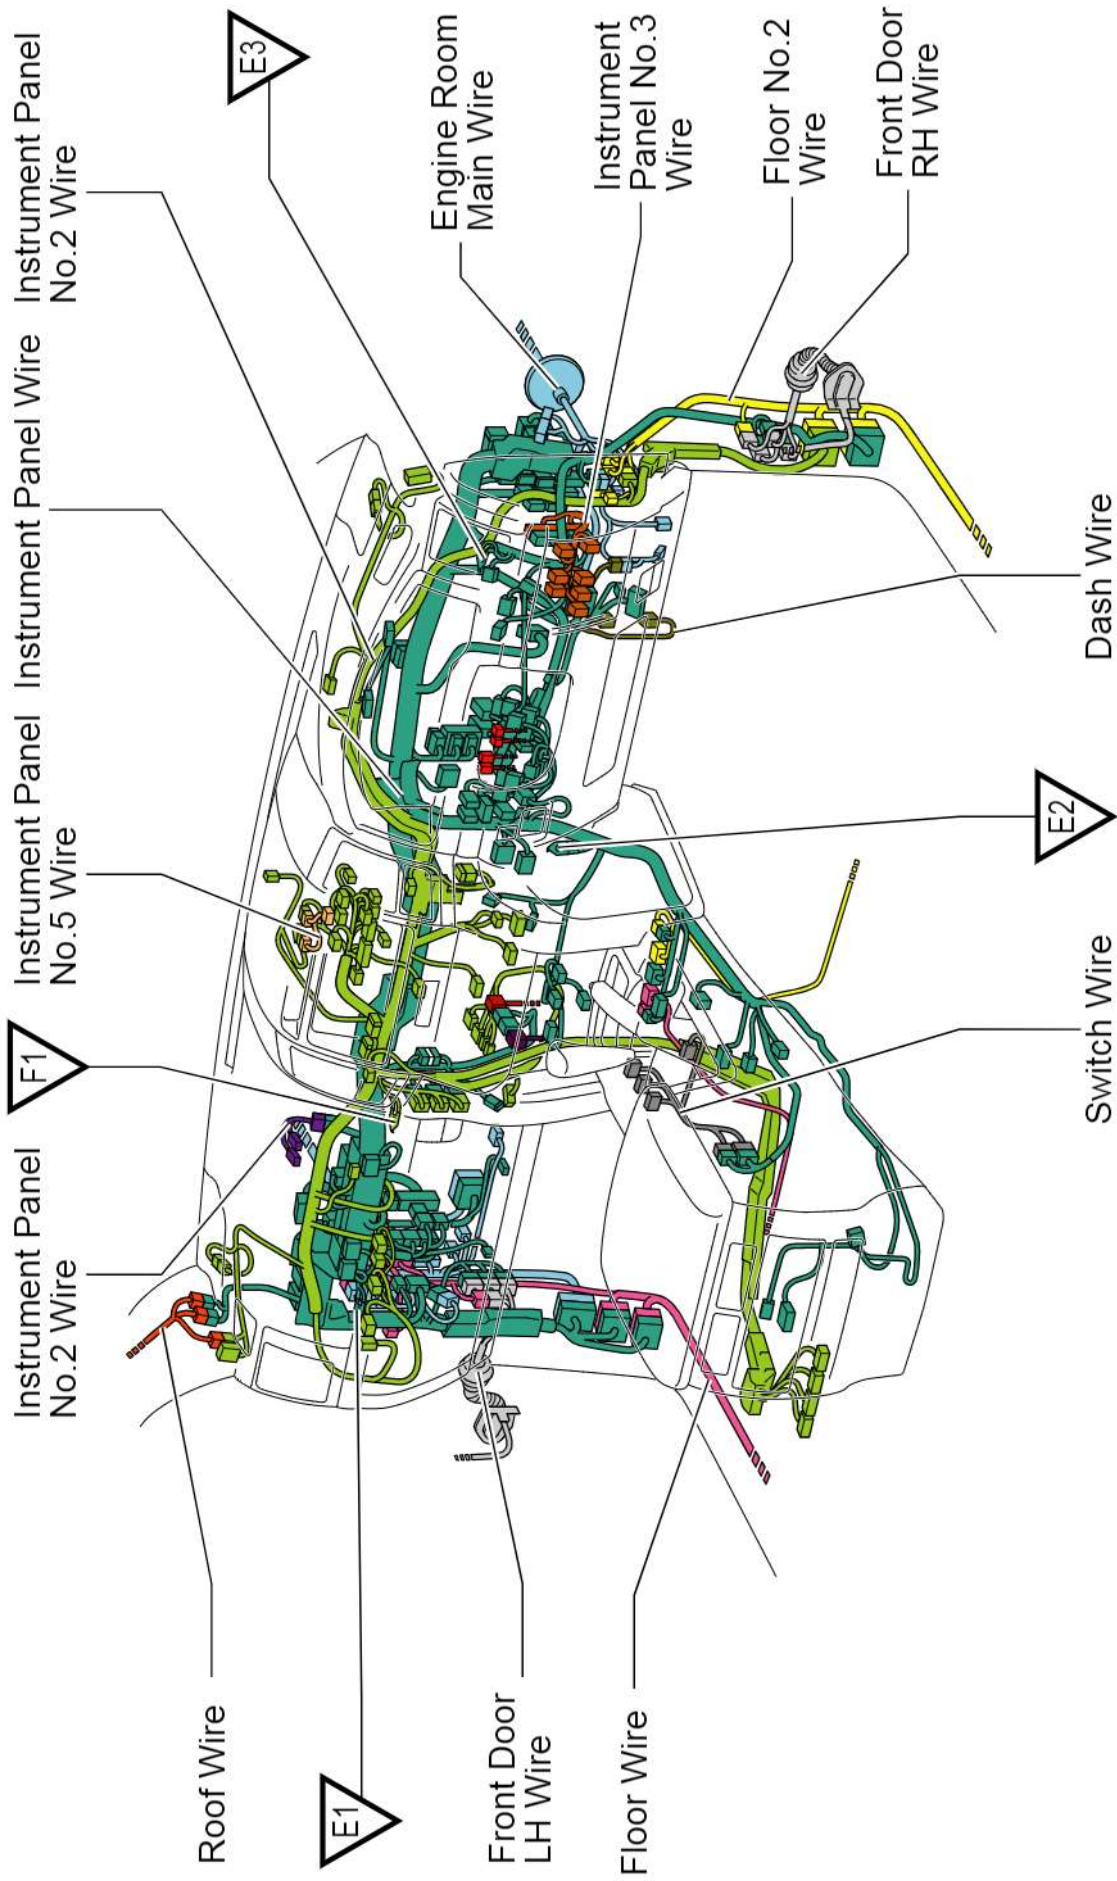 Instrument Panel
No.2 Wire
F1
Instrument Panel
No.5 Wire
Instrument Panel Wire
Instrument Panel
No.2 Wire
E3
Roof Wire
E1
Front Door
LH Wire
Floor Wire
Engine Room
Main Wire
Instrument
Panel No.3
Wire
Floor No.2
Wire
Front Door
RH Wire
Switch Wire
E2
Dash Wire